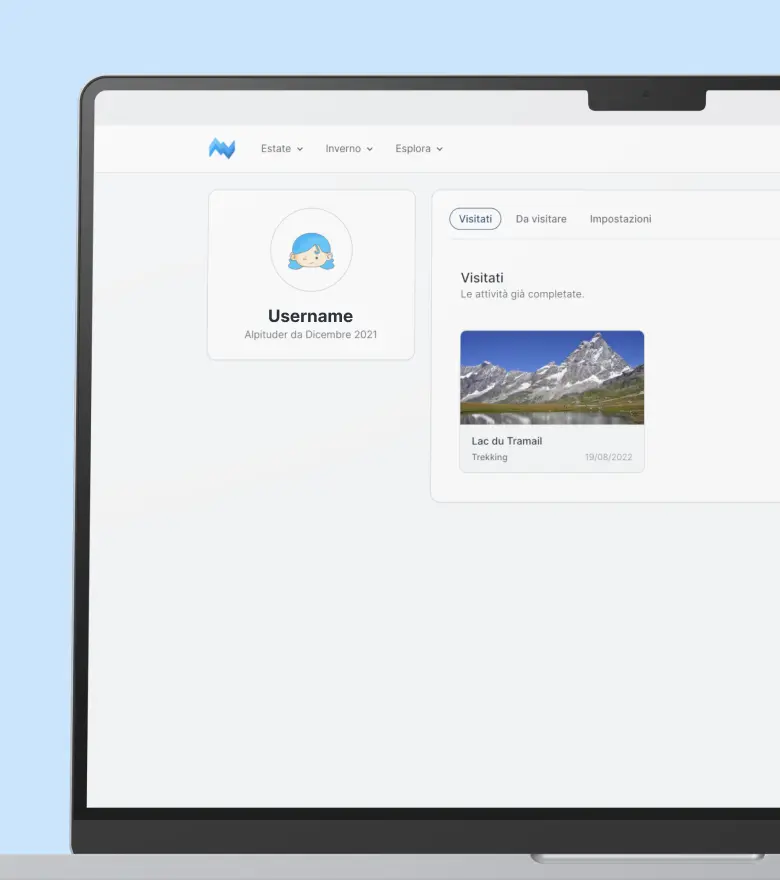 Estate
Inverno
Esplora
Username
Alpituder da Dicembre 2021
Visitati
Da visitare
Impostazioni
Visitati
Le attività già completate.
Lac du Tramail
Trekking
19/08/2022